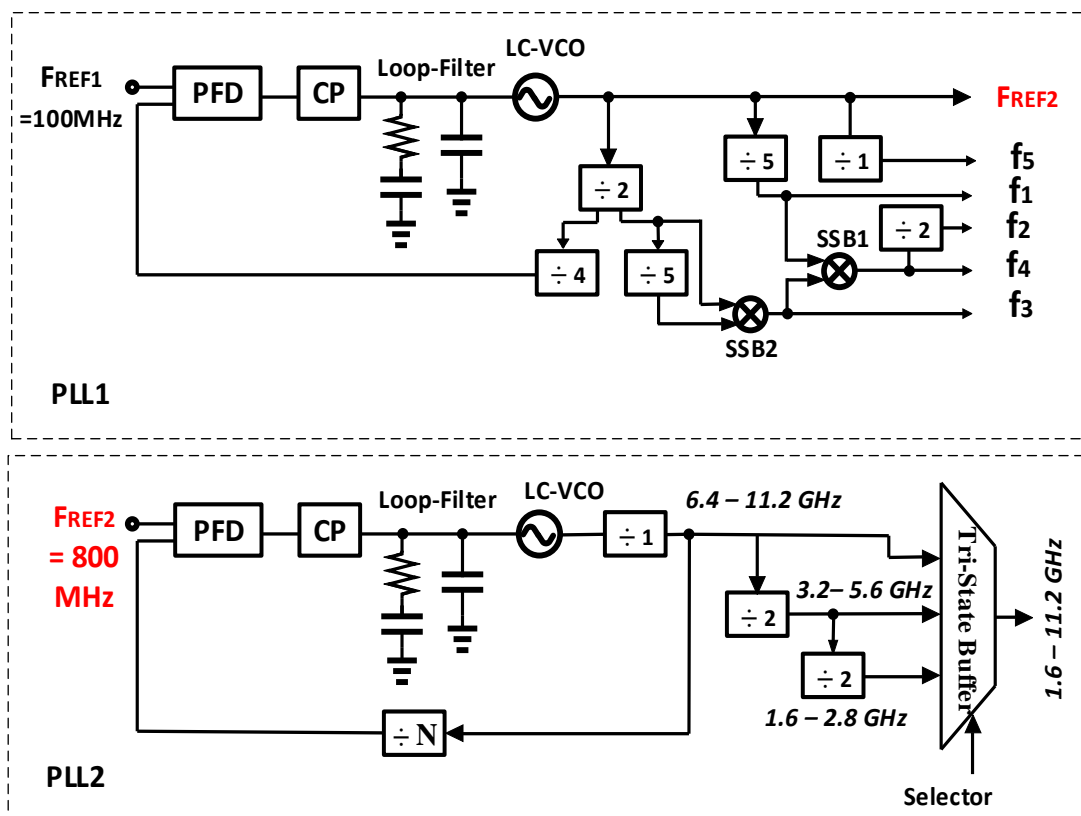 LC-VCO
FREF1
=100MHz
PFD
CP
Loop-Filter
FREF2
÷ 5
÷ 1
f5
f1
÷ 2
÷ 2
f2
SSB1
f4
÷ 4
÷ 5
f3
SSB2
PLL1
LC-VCO
6.4 – 11.2 GHz
Loop-Filter
FREF2
= 800
MHz
PFD
CP
÷ 1
÷ 2
3.2– 5.6 GHz
÷ 2
1.6 – 2.8 GHz
Tri-State Buffer
1.6 – 11.2 GHz
÷ N
PLL2
Selector